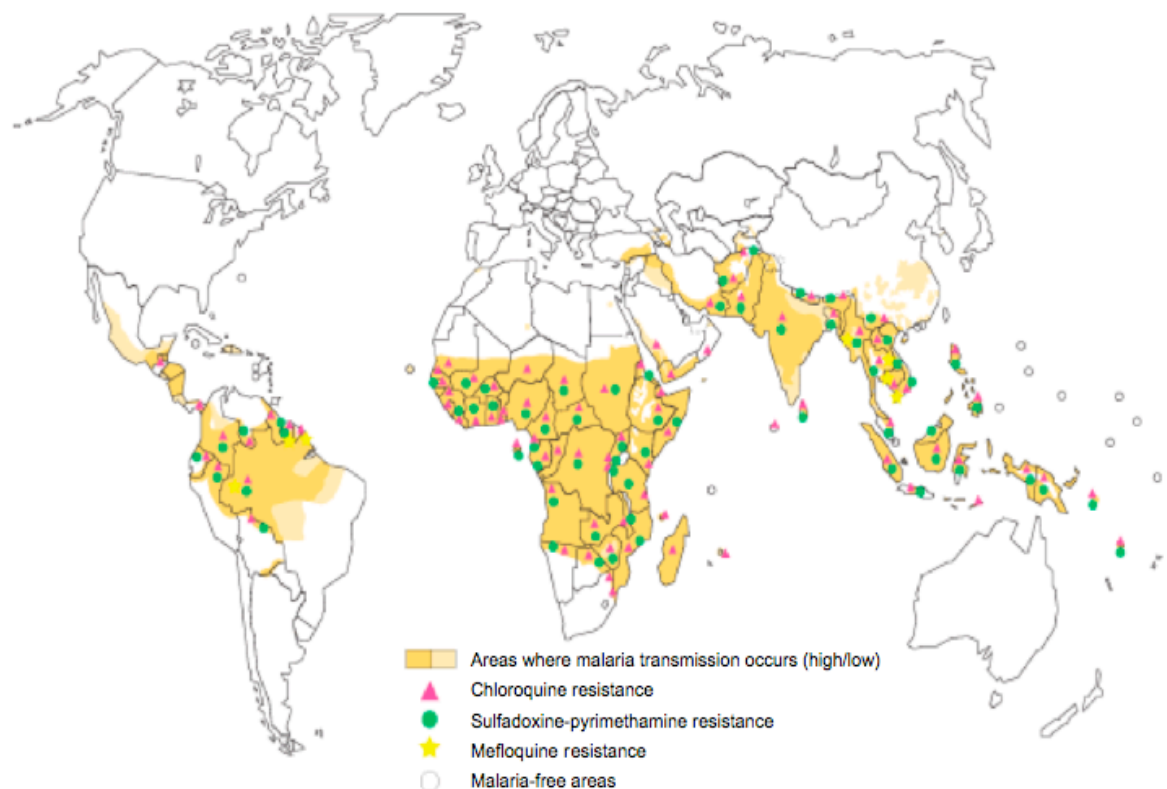 Areas where malaria transmission occurs (high/low)
Chloroquine resistance
Sulfadoxine-pyrimethamine resistance
Mefloquine resistance
Malaria-free areas